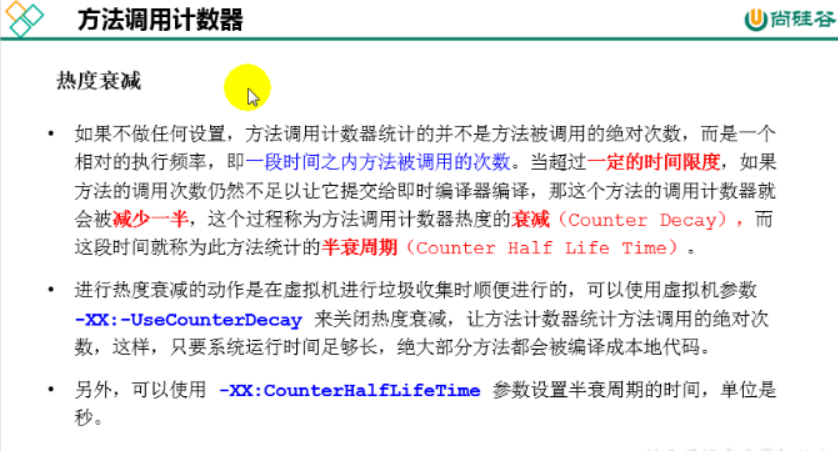 方法调用计数器
尚硅谷
热度衰减
• 如果不做任何设置，方法调用计数器统计的并不是方法被调用的绝对次数，而是一个
相对的执行频率，即一段时间之内方法被调用的次数。当超过一定的时间限度，如果
方法的调用次数仍然不足以让它提交给即时编译器编译，那这个方法的调用计数器就
会被减少一半，这个过程称为方法调用计数器热度的衰减（Counter Decay），而
这段时间就称为此方法统计的半衰周期（Counter Half Life Time）。
• 进行热度衰减的动作是在虚拟机进行垃圾收集时顺便进行的，可以使用虚拟机参数
-XX:-UseCounterDecay 来关闭热度衰减，让方法计数器统计方法调用的绝对次
数，这样，只要系统运行时间足够长，绝大部分方法都会被编译成本地代码。
• 另外，可以使用 -XX:CounterHalfLifeTime 参数设置半衰周期的时间，单位是
秒。